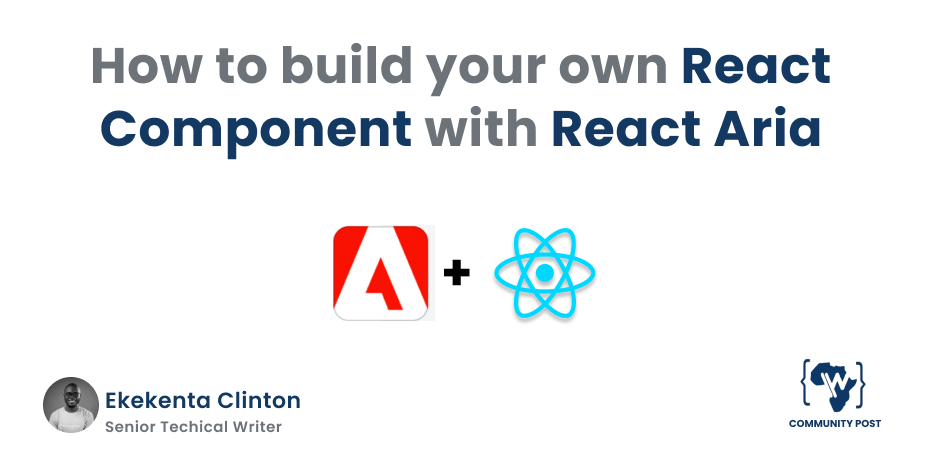 How to build your own React
Component with React Aria
Ekekenta Clinton
Senior Techical Writer
W
COMMUNITY POST